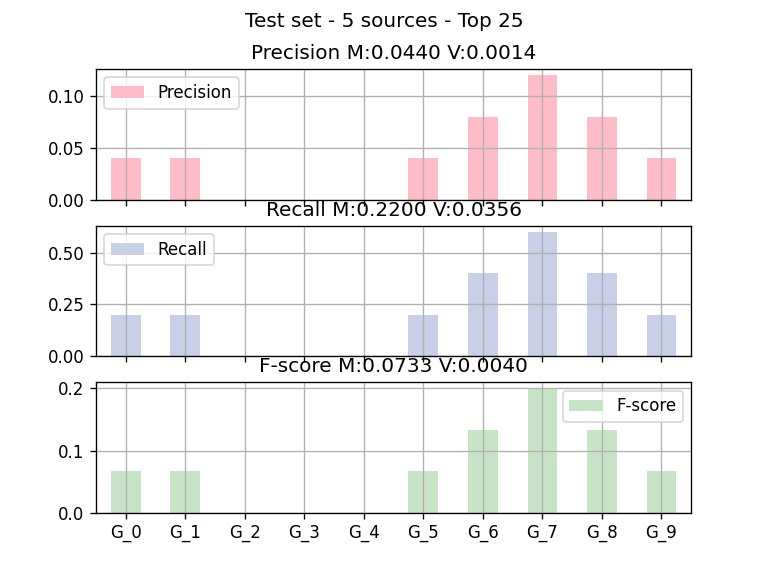 Test set - 5 sources - Top 25
Precision M:0.0440 V:0.0014
Precision
0.10
0.05
0.00
Recall M:0.2200 V:0.0356
Recall
0.50
0.25
0.00
F-score M:0.0733 V:0.0040
F-score
0.2
0.1
0.0
G_0 G_1 G_2 G_3 G_4 G_5 G_6 G_7 G_8 G_9